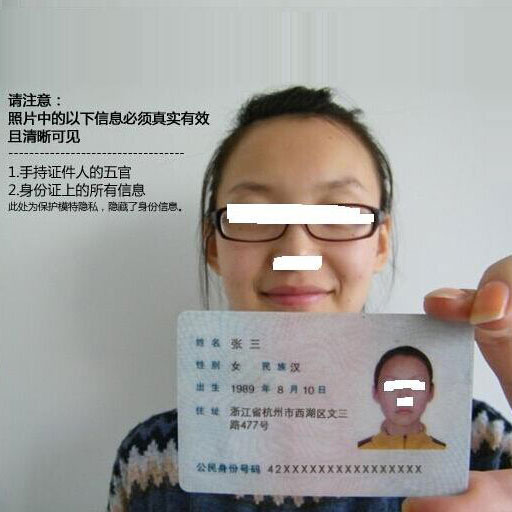 请注意：
照片中的以下信息必须真实有效
且清晰可见
------------------------------------
1.手持证件人的五官
2.身份证上的所有信息
此处为保护模特隐私，隐藏了身份信息。
姓 名 张 三
性 别 女 民 族 汉
出 生 1989 年 8 月 10 日
住 址 浙江省杭州市西湖区文三
路477号
公民身份号码 42XXXXXXXXXXXXXXXX